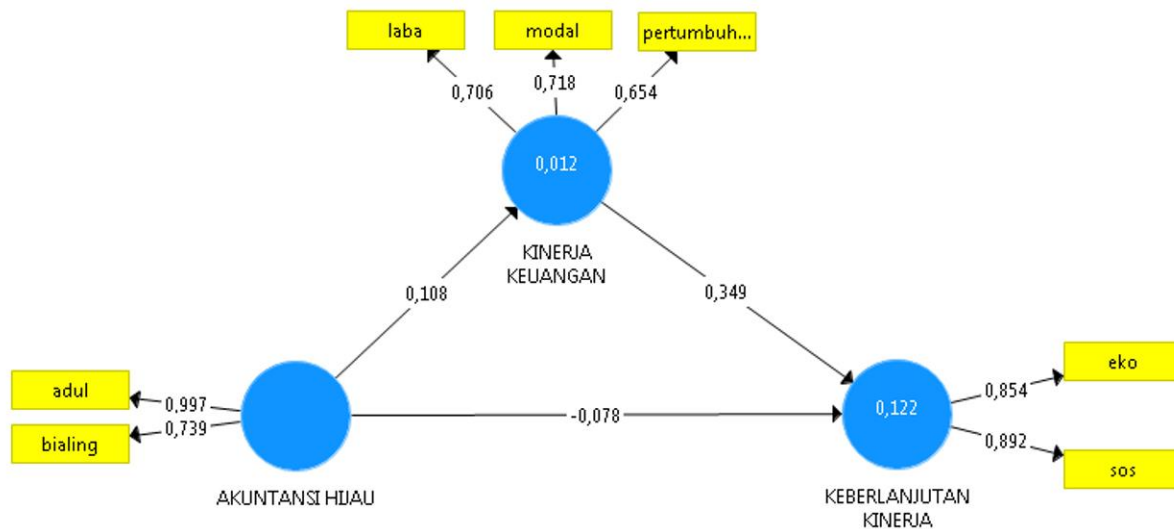 laba
modal
pertumbuh...
0,706
0,718
0,654
0,012
KINERJA
KEUANGAN
0,108
0,349
adul
0,997
bialing
0,739
-0,078
0,122
0,854
eko
0,892
sos
AKUNTANSI HIJAU
KEBERLANJUTAN
KINERJA